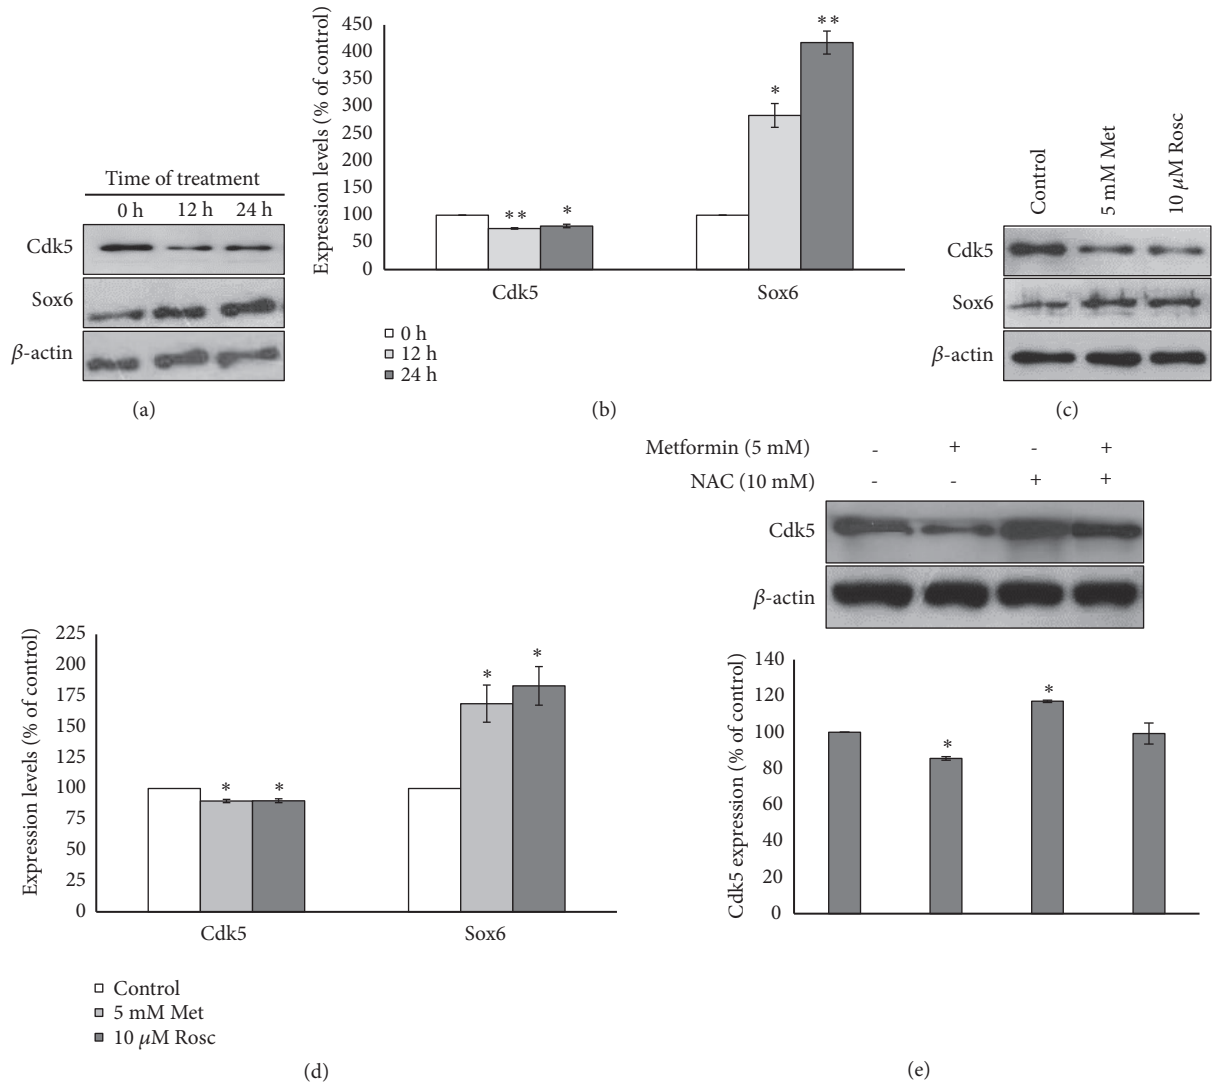 Time of treatment
0 h 12 h 24 h
Cdk5
Sox6
β-actin
(a)
Expression levels (% of control)
450
400
350
300
250
200
150
100
50
0
** * * **
Cdk5 Sox6
0 h
12 h
24 h
(b)
Control 5 mM Met 10 μM Rosc
Cdk5
Sox6
β-actin
(c)
Expression levels (% of control)
225
200
175
150
125
100
75
50
25
0
* * * *
Cdk5 Sox6
Control
5 mM Met
10 μM Rosc
(d)
Metformin (5 mM) - + - +
NAC (10 mM) - - + +
Cdk5
β-actin
Cdk5 expression (% of control)
140
120
100
80
60
40
20
0
* *
(e)